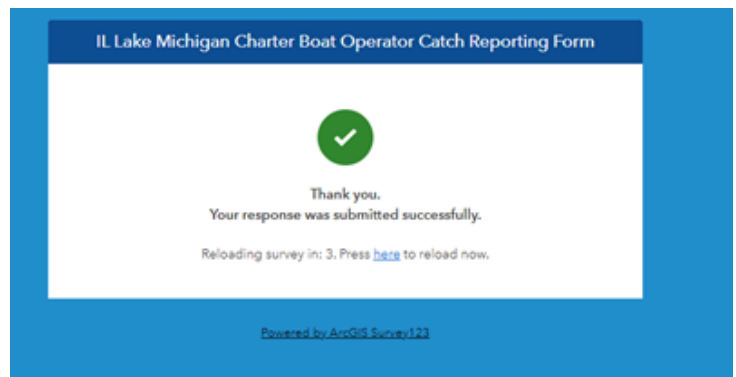 IL Lake Michigan Charter Boat Operator Catch Reporting Form
Thank you.
Your response was submitted successfully.
Reloading survey in: 3. Press here to reload now.
Powered by ArcGIS Survey123